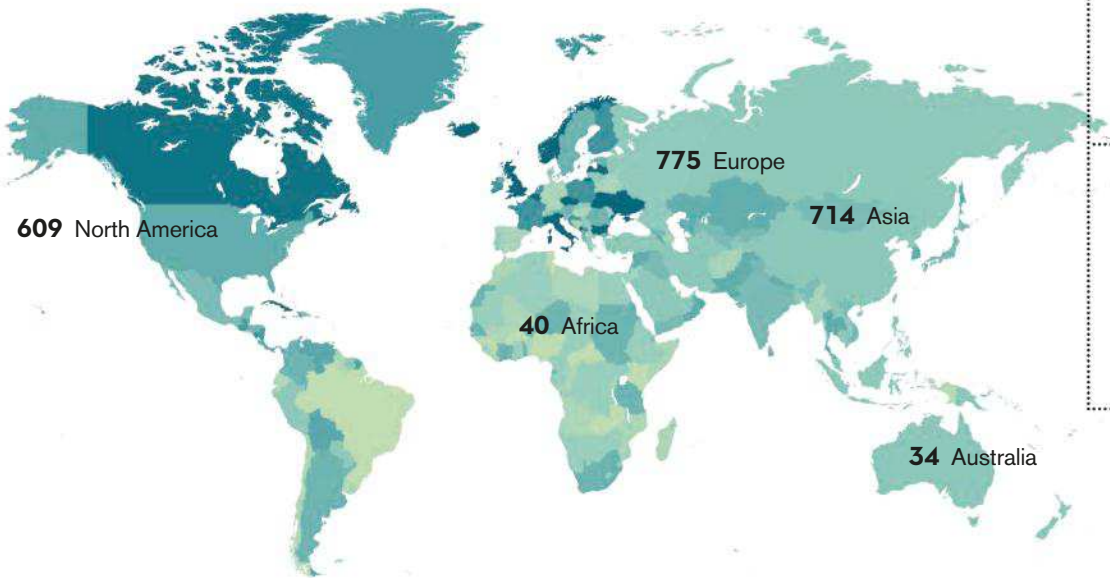 775 Europe
714 Asia
609 North America
40 Africa
34 Australia